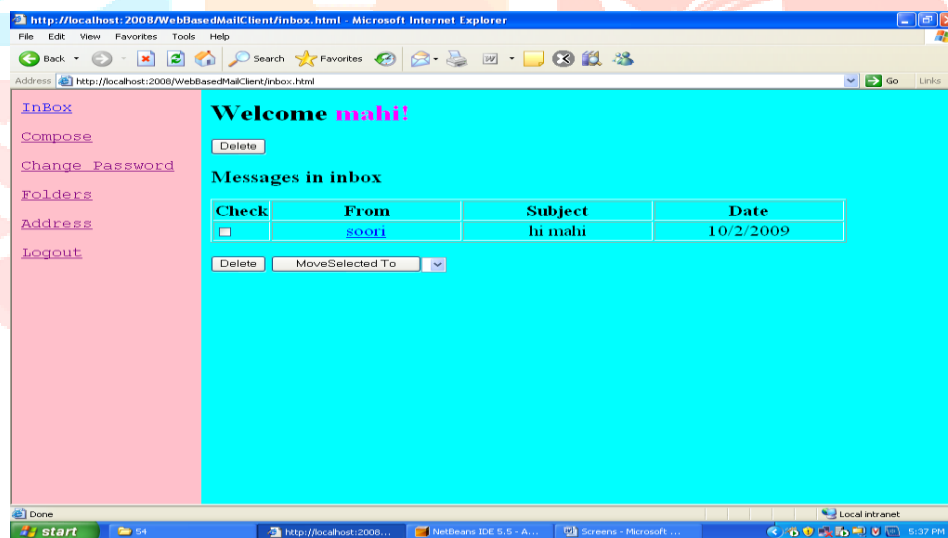 http://localhost:2008/WebBasedMailClient/inbox.html - Microsoft Internet Explorer
File Edit View Favorites Tools Help
Back Search Favorites
Address http://localhost:2008/WebBasedMailClient/inbox.html Go Links
InBox
Compose
Change Password
Folders
Address
Logout
Welcome mahi!
Delete
Messages in inbox
Check From Subject Date
soori hi mahi 10/2/2009
Delete MoveSelected To
Done Local intranet
start 54 http://localhost:2008... NetBeans IDE 5.5 - A... Screens - Microsoft ... 5:37 PM